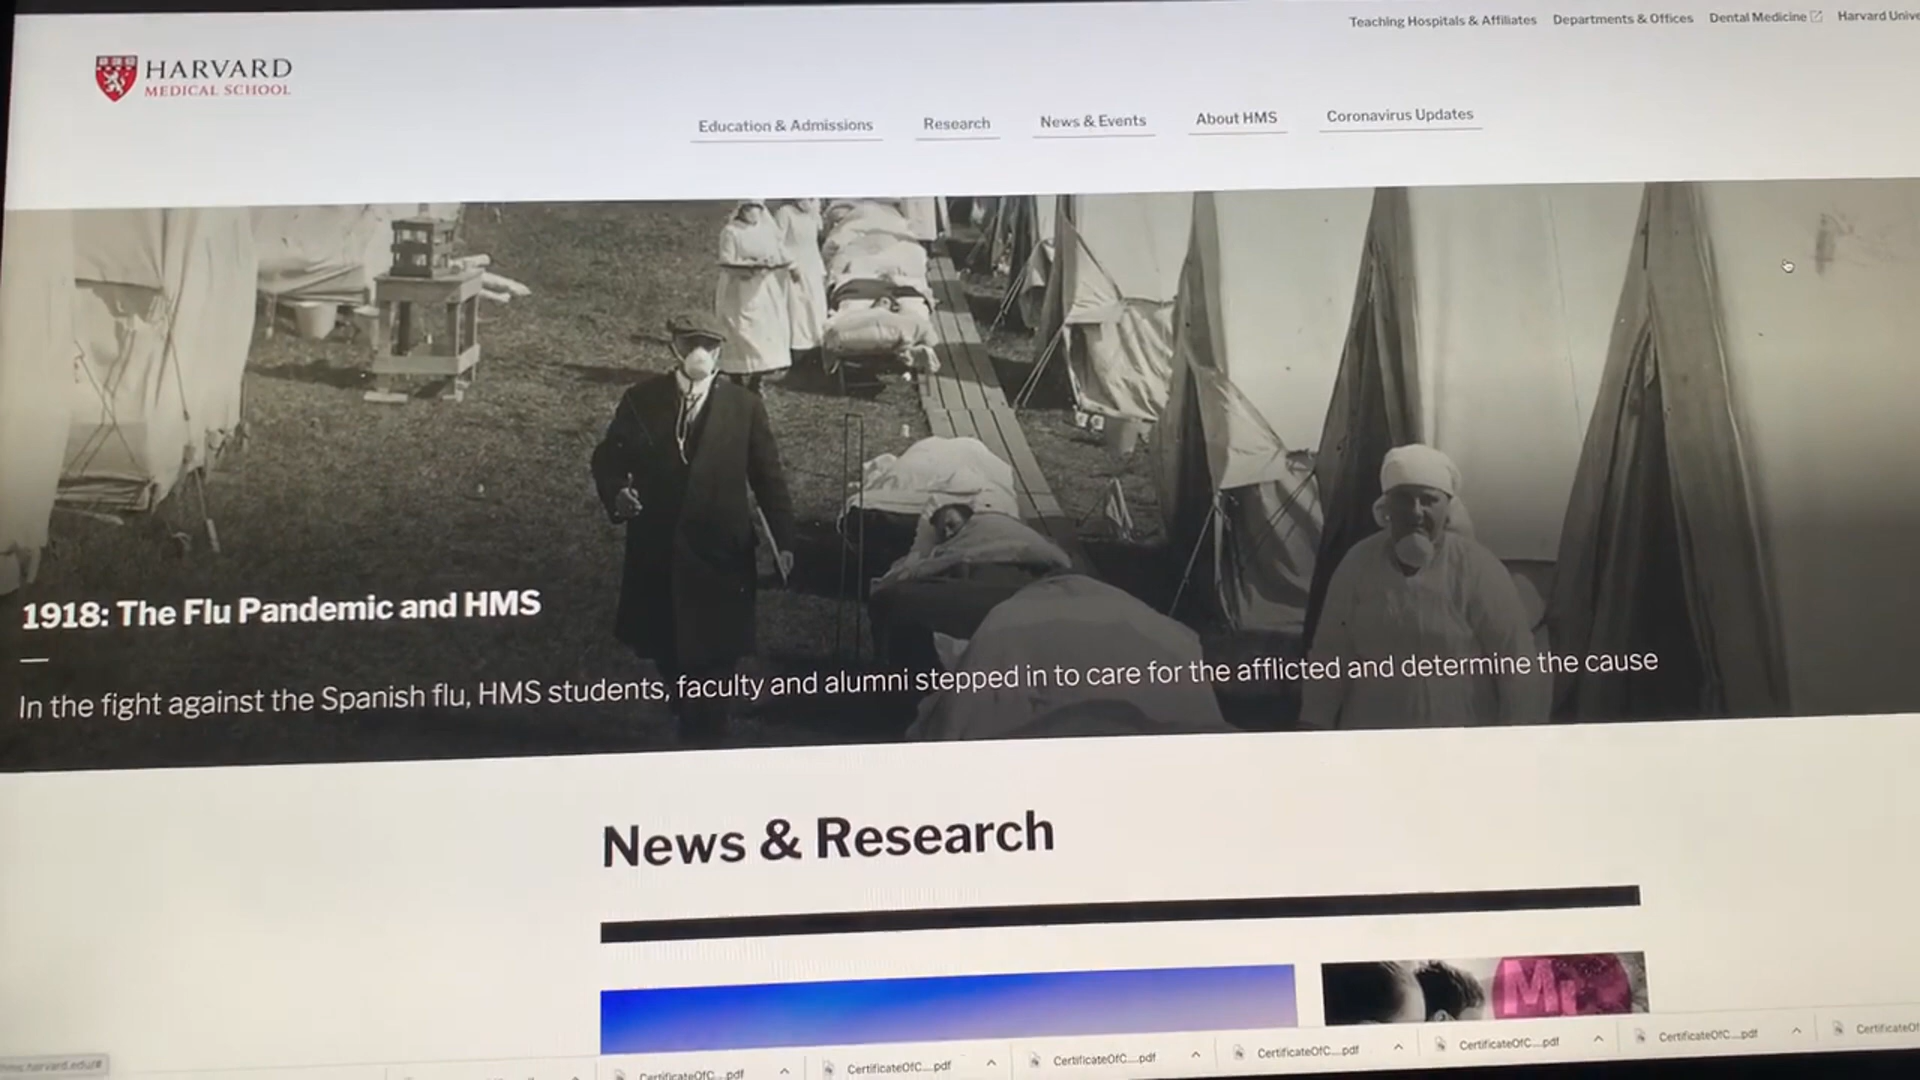 Teaching Hospitals & Affiliates Departments & Offices Dental Medicine Harvard Unive
HARVARD
MEDICAL SCHOOL
Education & Admissions Research News & Events About HMS Coronavirus Updates
1918: The Flu Pandemic and HMS
In the fight against the Spanish flu, HMS students, faculty and alumni stepped in to care for the afflicted and determine the cause
News & Research
CertificateOfC....pdf CertificateOfC....pdf CertificateOfC....pdf CertificateOfC....pdf CertificateOfC....pdf CertificateOfC....pdf CertificateOf